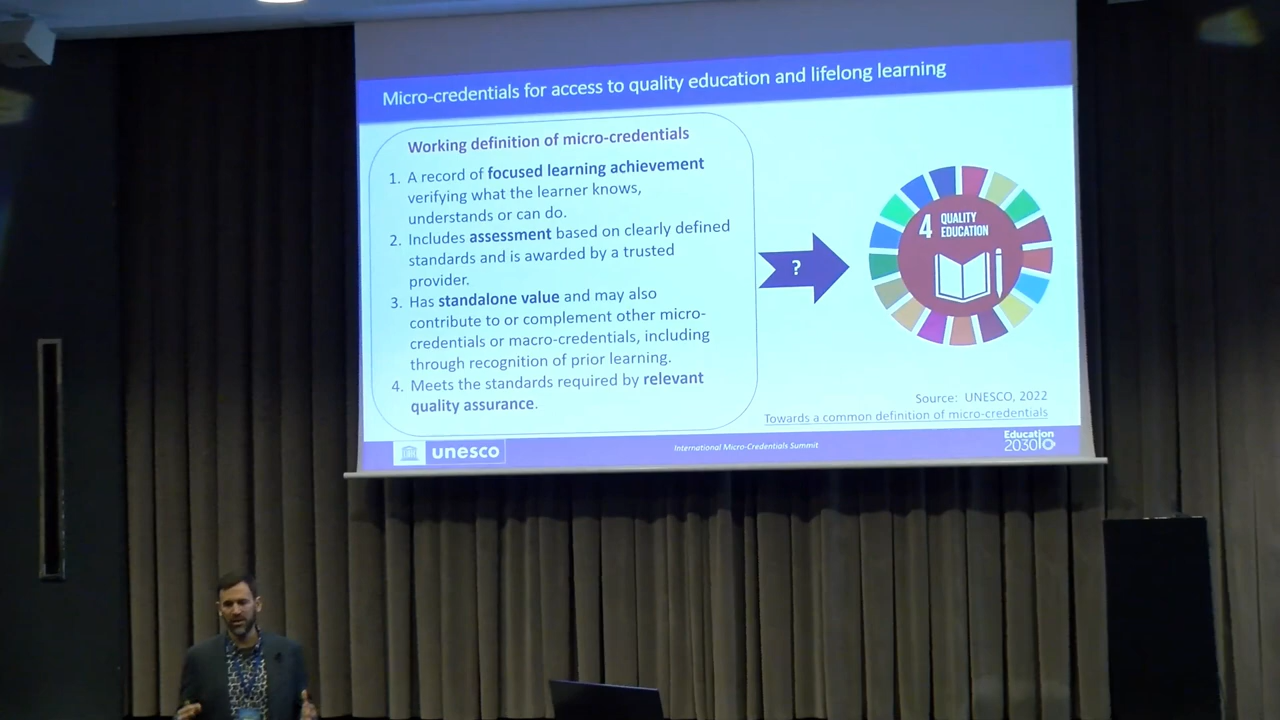 Micro-credentials for access to quality education and lifelong learning
Working definition of micro-credentials
1. A record of focused learning achievement
verifying what the learner knows,
understands or can do.
2. Includes assessment based on clearly defined
standards and is awarded by a trusted
provider.
3. Has standalone value and may also
contribute to or complement other micro-
credentials or macro-credentials, including
through recognition of prior learning.
4. Meets the standards required by relevant
quality assurance.
?
4 QUALITY
EDUCATION
Source: UNESCO, 2022
Towards a common definition of micro-credentials
unesco
International Micro-Credentials Summit
Education
2030